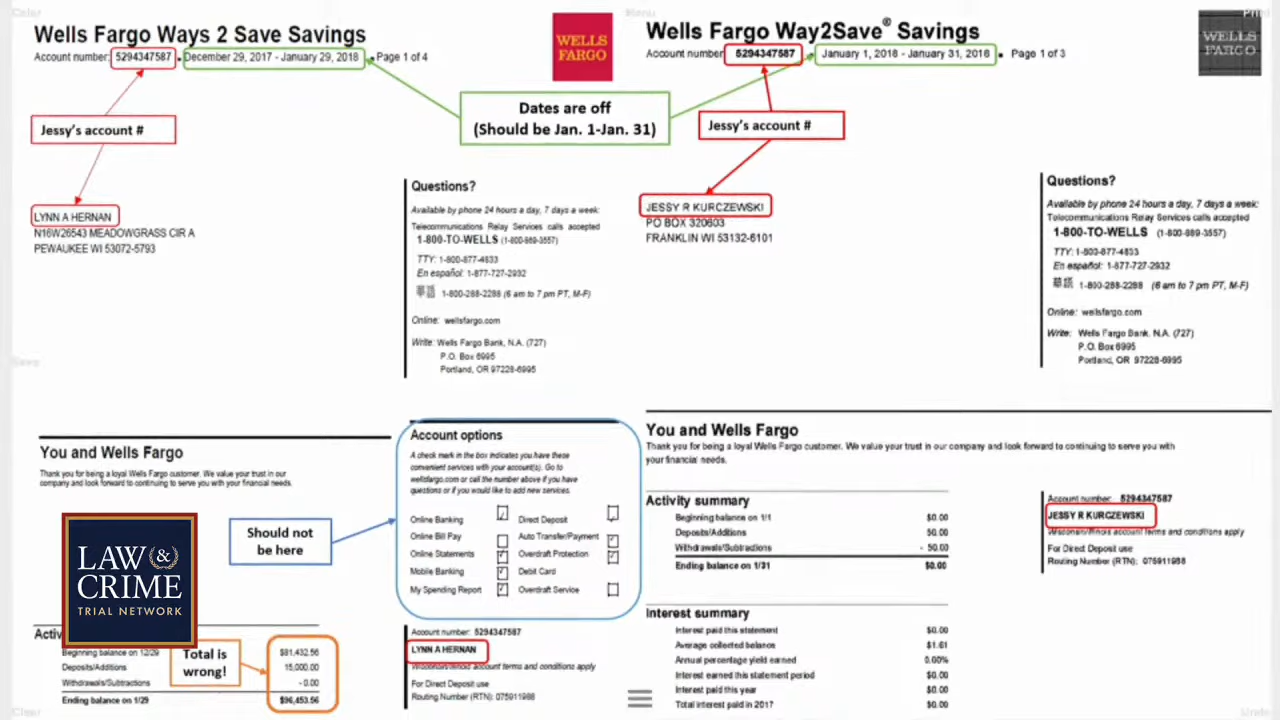 Wells Fargo Ways 2 Save Savings
Account number: 5294347587 ▪ December 29, 2017 - January 29, 2018 ▪ Page 1 of 4
Jessy's account #
LYNN A HERNAN
N16W26543 MEADOWGRASS CIR A
PEWAUKEE WI 53072-5793
WELLS
FARGO
Dates are off
(Should be Jan. 1-Jan. 31)
Questions?
Available by phone 24 hours a day, 7 days a week:
Telecommunications Relay Services calls accepted
1-800-TO-WELLS (1-800-869-3557)
TTY: 1-800-877-4833
En español: 1-877-727-2932
華語 1-800-288-2288 (6 am to 7 pm PT, M-F)
Online: wellsfargo.com
Write: Wells Fargo Bank, N.A. (727)
P.O. Box 6995
Portland, OR 97228-6995
You and Wells Fargo
Thank you for being a loyal Wells Fargo customer. We value your trust in our
company and look forward to continuing to serve you with your financial needs.
Should not
be here
Account options
A check mark in the box indicates you have these
convenient services with your account(s). Go to
wellsfargo.com or call the number above if you have
questions or if you would like to add new services.
Online Banking Direct Deposit
Online Bill Pay Auto Transfer/Payment
Online Statements Overdraft Protection
Mobile Banking Debit Card
My Spending Report Overdraft Service
LAW &
CRIME
TRIAL NETWORK
Activ
Beginning balance on 12/29 $81,432.56
Deposits/Additions 15,000.00
Withdrawals/Subtractions - 0.00
Ending balance on 1/29 $96,453.56
Total is
wrong!
Account number: 5294347587
LYNN A HERNAN
Wisconsin/Illinois account terms and conditions apply
For Direct Deposit use
Routing Number (RTN): 075911988
Wells Fargo Way2Save® Savings
Account number: 5294347587 ▪ January 1, 2018 - January 31, 2018 ▪ Page 1 of 3
Jessy's account #
JESSY R KURCZEWSKI
PO BOX 320603
FRANKLIN WI 53132-6101
WELLS
FARGO
Questions?
Available by phone 24 hours a day, 7 days a week:
Telecommunications Relay Services calls accepted
1-800-TO-WELLS (1-800-869-3557)
TTY: 1-800-877-4833
En español: 1-877-727-2932
華語 1-800-288-2288 (6 am to 7 pm PT, M-F)
Online: wellsfargo.com
Write: Wells Fargo Bank, N.A. (727)
P.O. Box 6995
Portland, OR 97228-6995
You and Wells Fargo
Thank you for being a loyal Wells Fargo customer. We value your trust in our company and look forward to continuing to serve you with
your financial needs.
Activity summary
Beginning balance on 1/1 $0.00
Deposits/Additions 50.00
Withdrawals/Subtractions - 50.00
Ending balance on 1/31 $0.00
Account number: 5294347587
JESSY R KURCZEWSKI
Wisconsin/Illinois account terms and conditions apply
For Direct Deposit use
Routing Number (RTN): 075911988
Interest summary
Interest paid this statement $0.00
Average collected balance $1.61
Annual percentage yield earned 0.00%
Interest earned this statement period $0.00
Interest paid this year $0.00
Total interest paid in 2017 $0.00